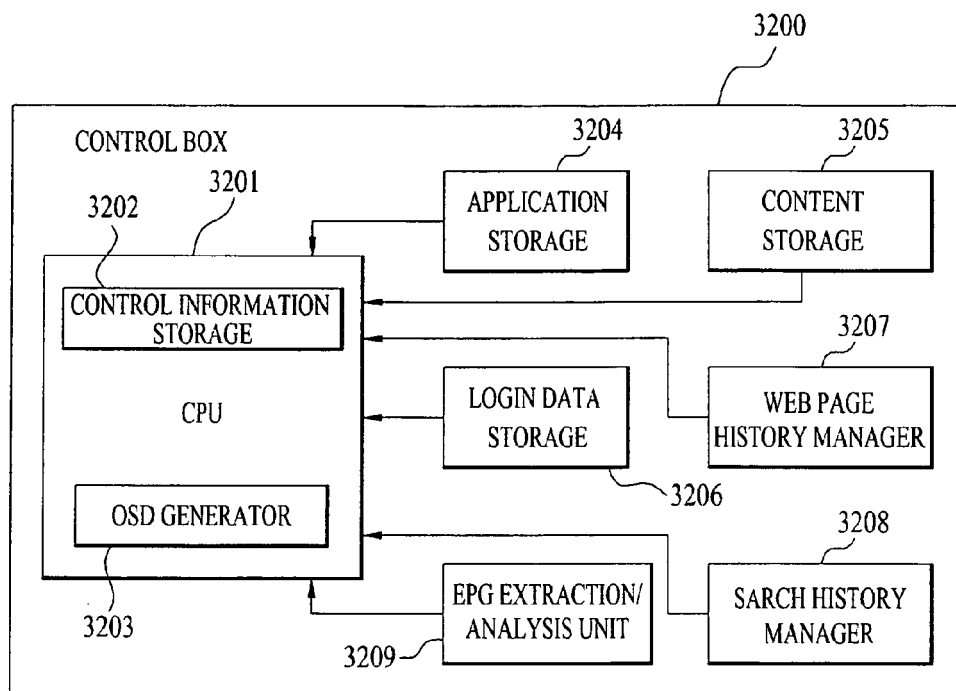 3200
CONTROL BOX
3204
3205
3201
3202
APPLICATION
STORAGE
CONTENT
STORAGE
CONTROL INFORMATION
STORAGE
3207
CPU
LOGIN DATA
STORAGE
WEB PAGE
HISTORY MANAGER
3206
OSD GENERATOR
3208
3203
EPG EXTRACTION/
ANALYSIS UNIT
SARCH HISTORY
MANAGER
3209